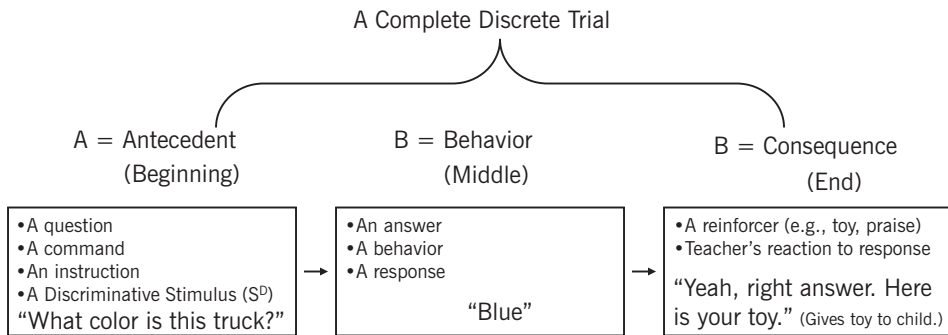 A Complete Discrete Trial
A = Antecedent
(Beginning)
B = Behavior
(Middle)
B = Consequence
(End)
•A question
•A command
•An instruction
•A Discriminative Stimulus (Sᴰ)
“What color is this truck?”
•An answer
•A behavior
•A response
“Blue”
•A reinforcer (e.g., toy, praise)
•Teacher’s reaction to response
“Yeah, right answer. Here
is your toy.” (Gives toy to child.)